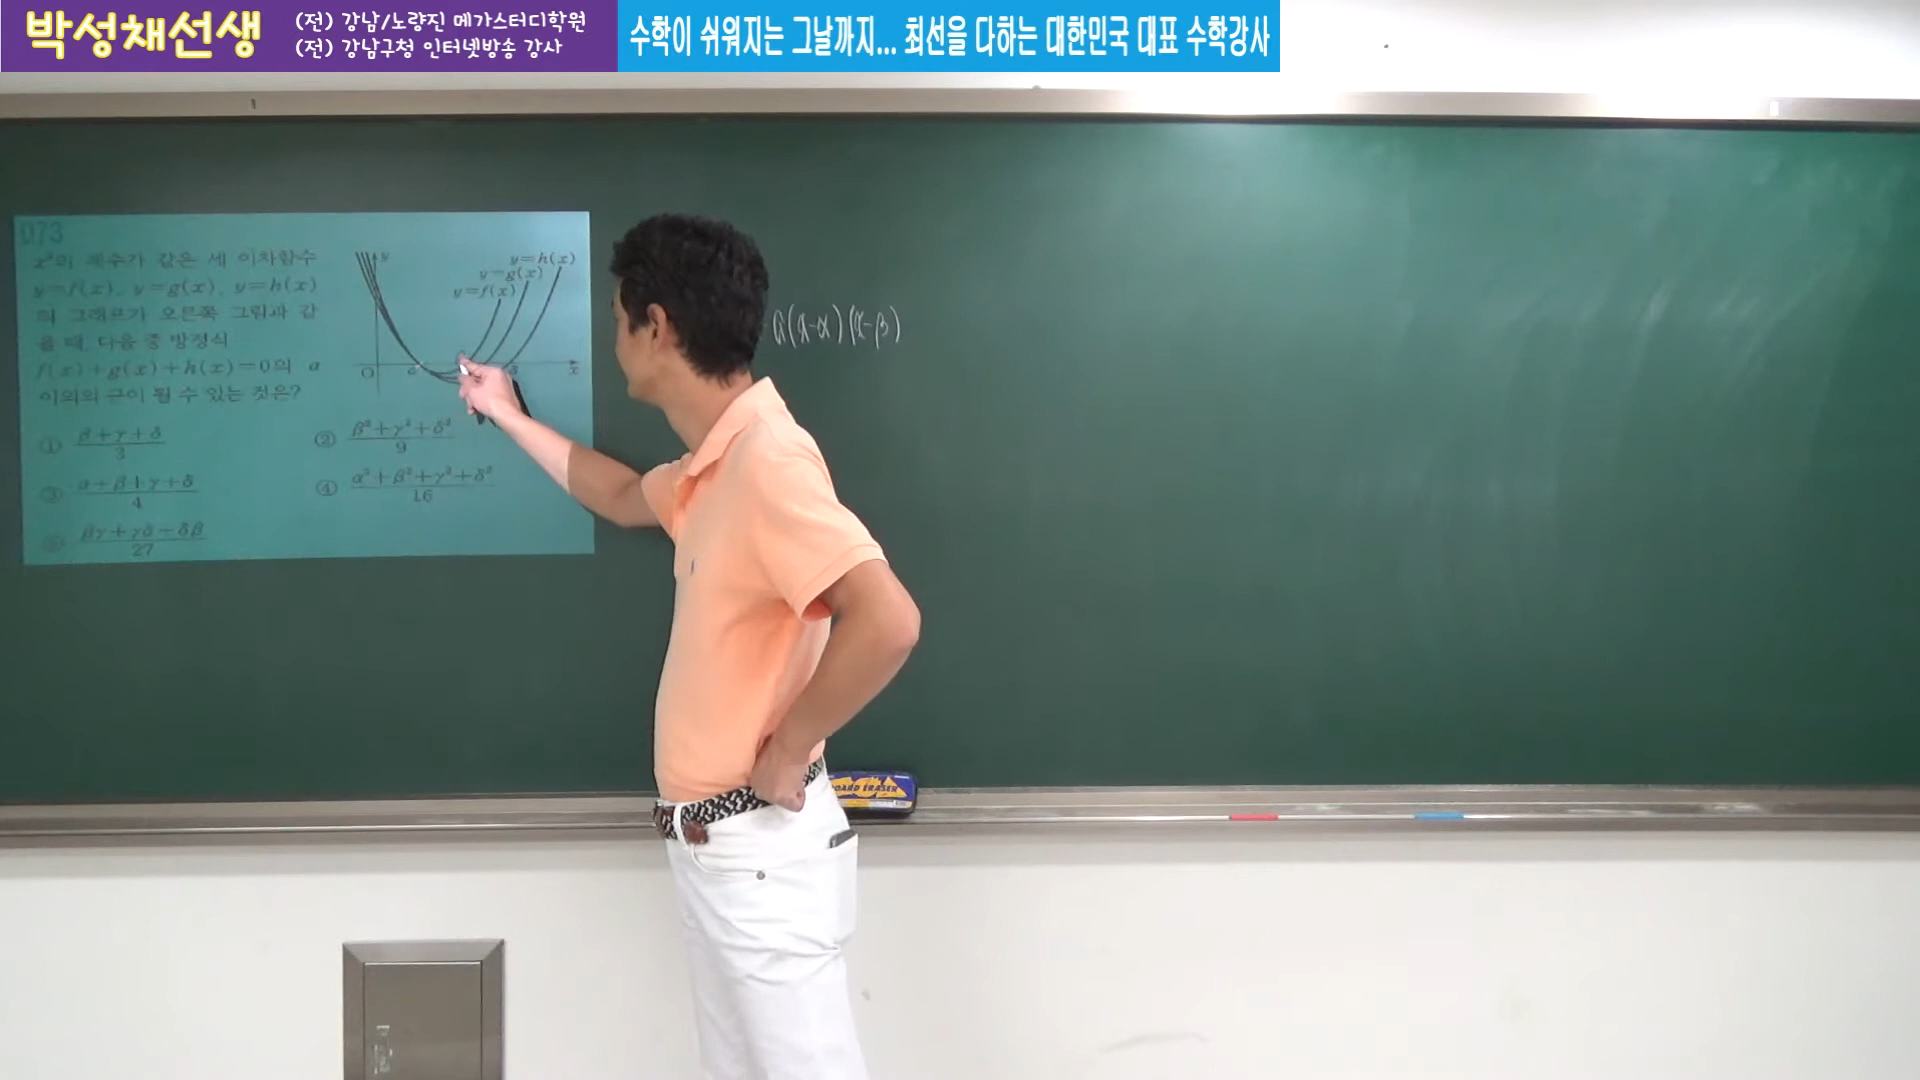 박성채선생
(전) 강남/노량진 메가스터디학원
(전) 강남구청 인터넷방송 강사
수학이 쉬워지는 그날까지... 최선을 다하는 대한민국 대표 수학강사
073
x²의 계수가 같은 세 이차함수
y=f(x), y=g(x), y=h(x)
의 그래프가 오른쪽 그림과 같
을 때, 다음 중 방정식
f(x)+g(x)+h(x)=0의 α
이외의 근이 될 수 있는 것은?
y
y=h(x)
y=g(x)
y=f(x)
O
α
δ
x
① β+γ+δ / 3
② β²+γ²+δ² / 9
③ α+β+γ+δ / 4
④ α²+β²+γ²+δ² / 16
⑤ βγ+γδ+δβ / 27
a(x-α)(x-β)
BOARD ERASER